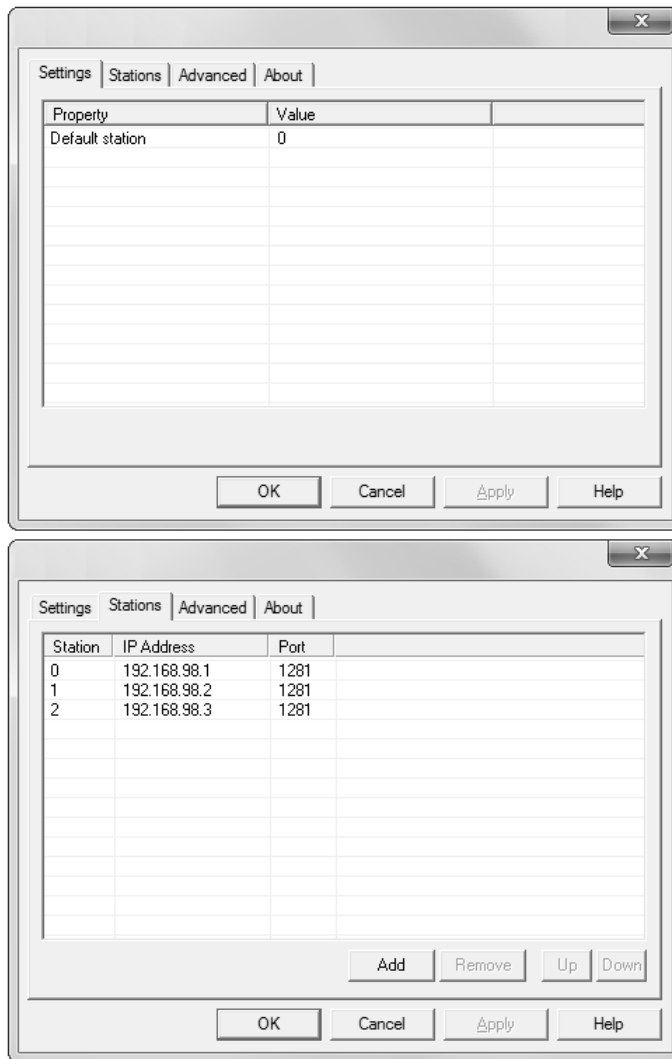 X
Settings Stations Advanced About
Property Value
Default station 0
OK Cancel Apply Help
X
Settings Stations Advanced About
Station IP Address Port
0 192.168.98.1 1281
1 192.168.98.2 1281
2 192.168.98.3 1281
Add Remove Up Down
OK Cancel Apply Help